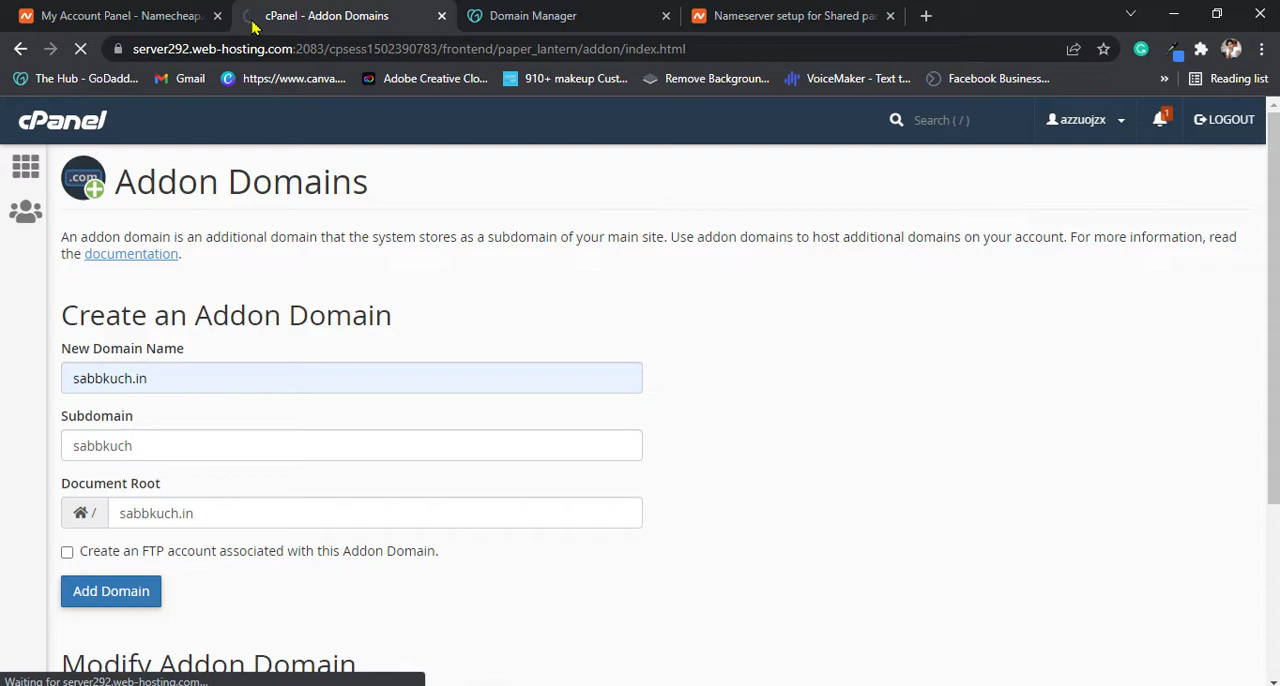 My Account Panel - Namecheap.
cPanel - Addon Domains
Domain Manager
Nameserver setup for Shared pac
server292.web-hosting.com:2083/cpsess1502390783/frontend/paper_lantern/addon/index.html
The Hub - GoDadd...
Gmail
https://www.canva....
Adobe Creative Clo...
910+ makeup Cust...
Remove Backgroun...
VoiceMaker - Text t...
Facebook Business...
»
Reading list
cPanel
Search ( / )
azzuojzx
1
LOGOUT
.com
Addon Domains
An addon domain is an additional domain that the system stores as a subdomain of your main site. Use addon domains to host additional domains on your account. For more information, read
the documentation.
Create an Addon Domain
New Domain Name
sabbkuch.in
Subdomain
sabbkuch
Document Root
/
sabbkuch.in
Create an FTP account associated with this Addon Domain.
Add Domain
Modify Addon Domain
Waiting for server292.web-hosting.com...